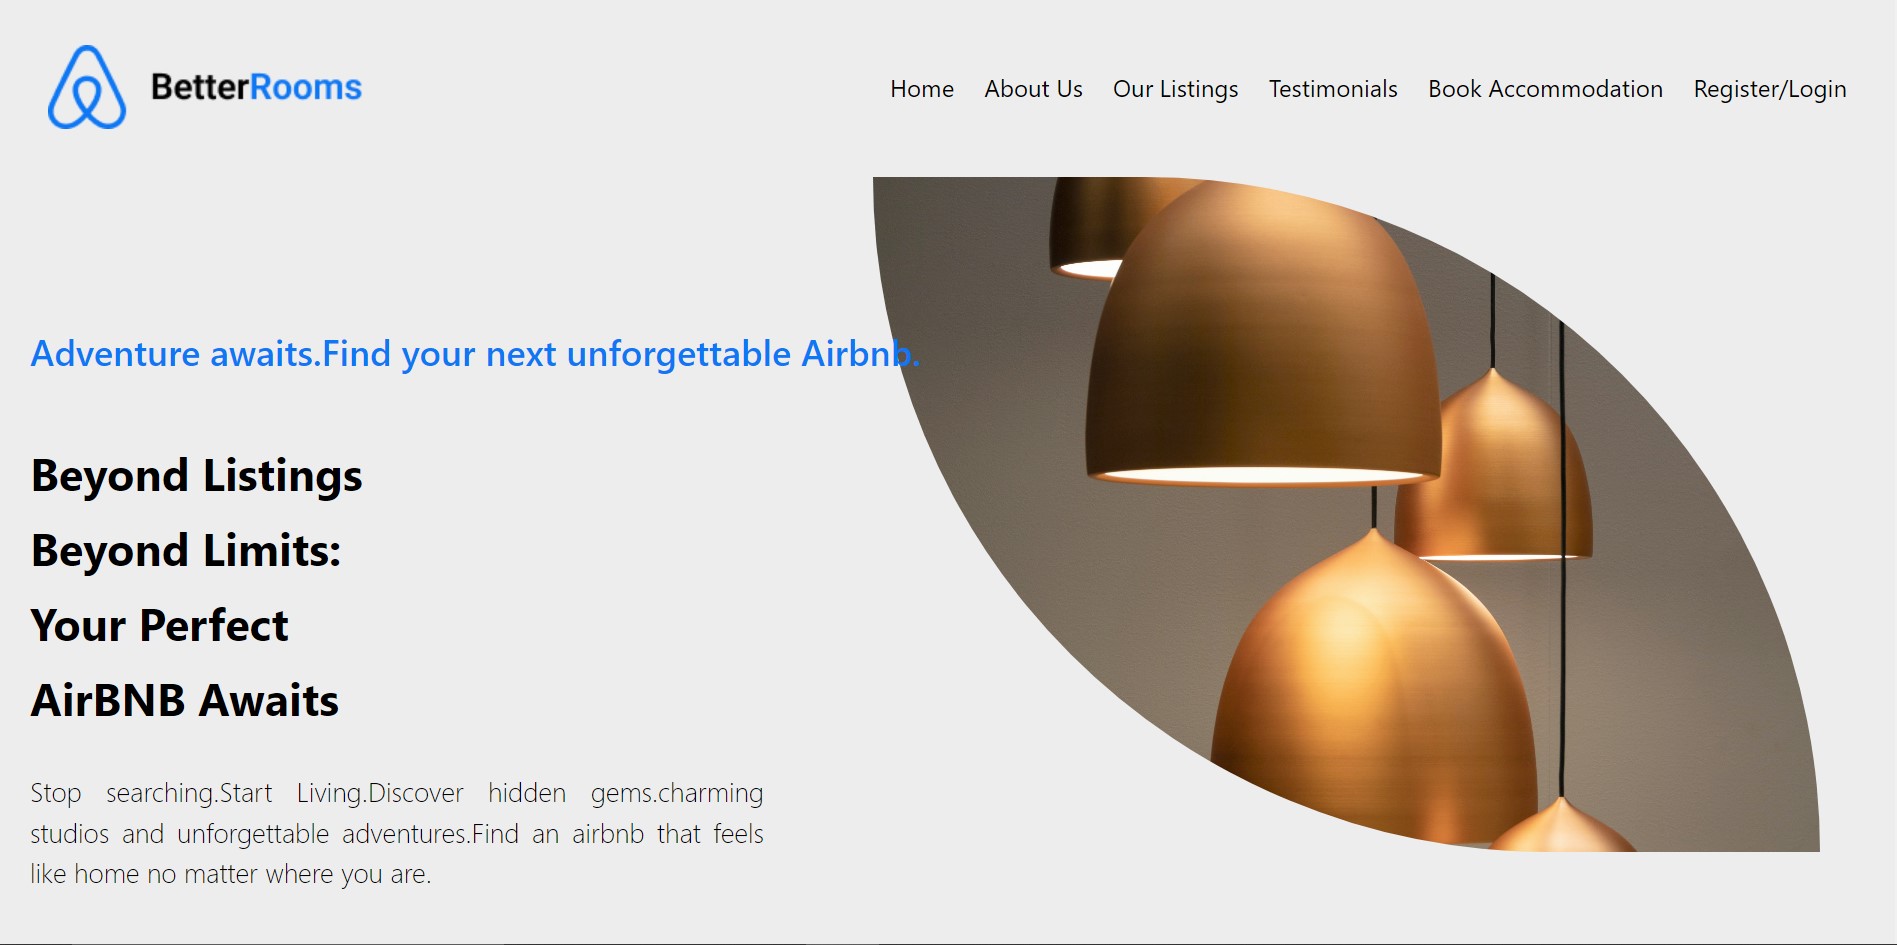 BetterRooms
Home About Us Our Listings Testimonials Book Accommodation Register/Login
Adventure awaits.Find your next unforgettable Airbnb.
Beyond Listings
Beyond Limits:
Your Perfect
AirBNB Awaits
Stop searching.Start Living.Discover hidden gems.charming
studios and unforgettable adventures.Find an airbnb that feels
like home no matter where you are.